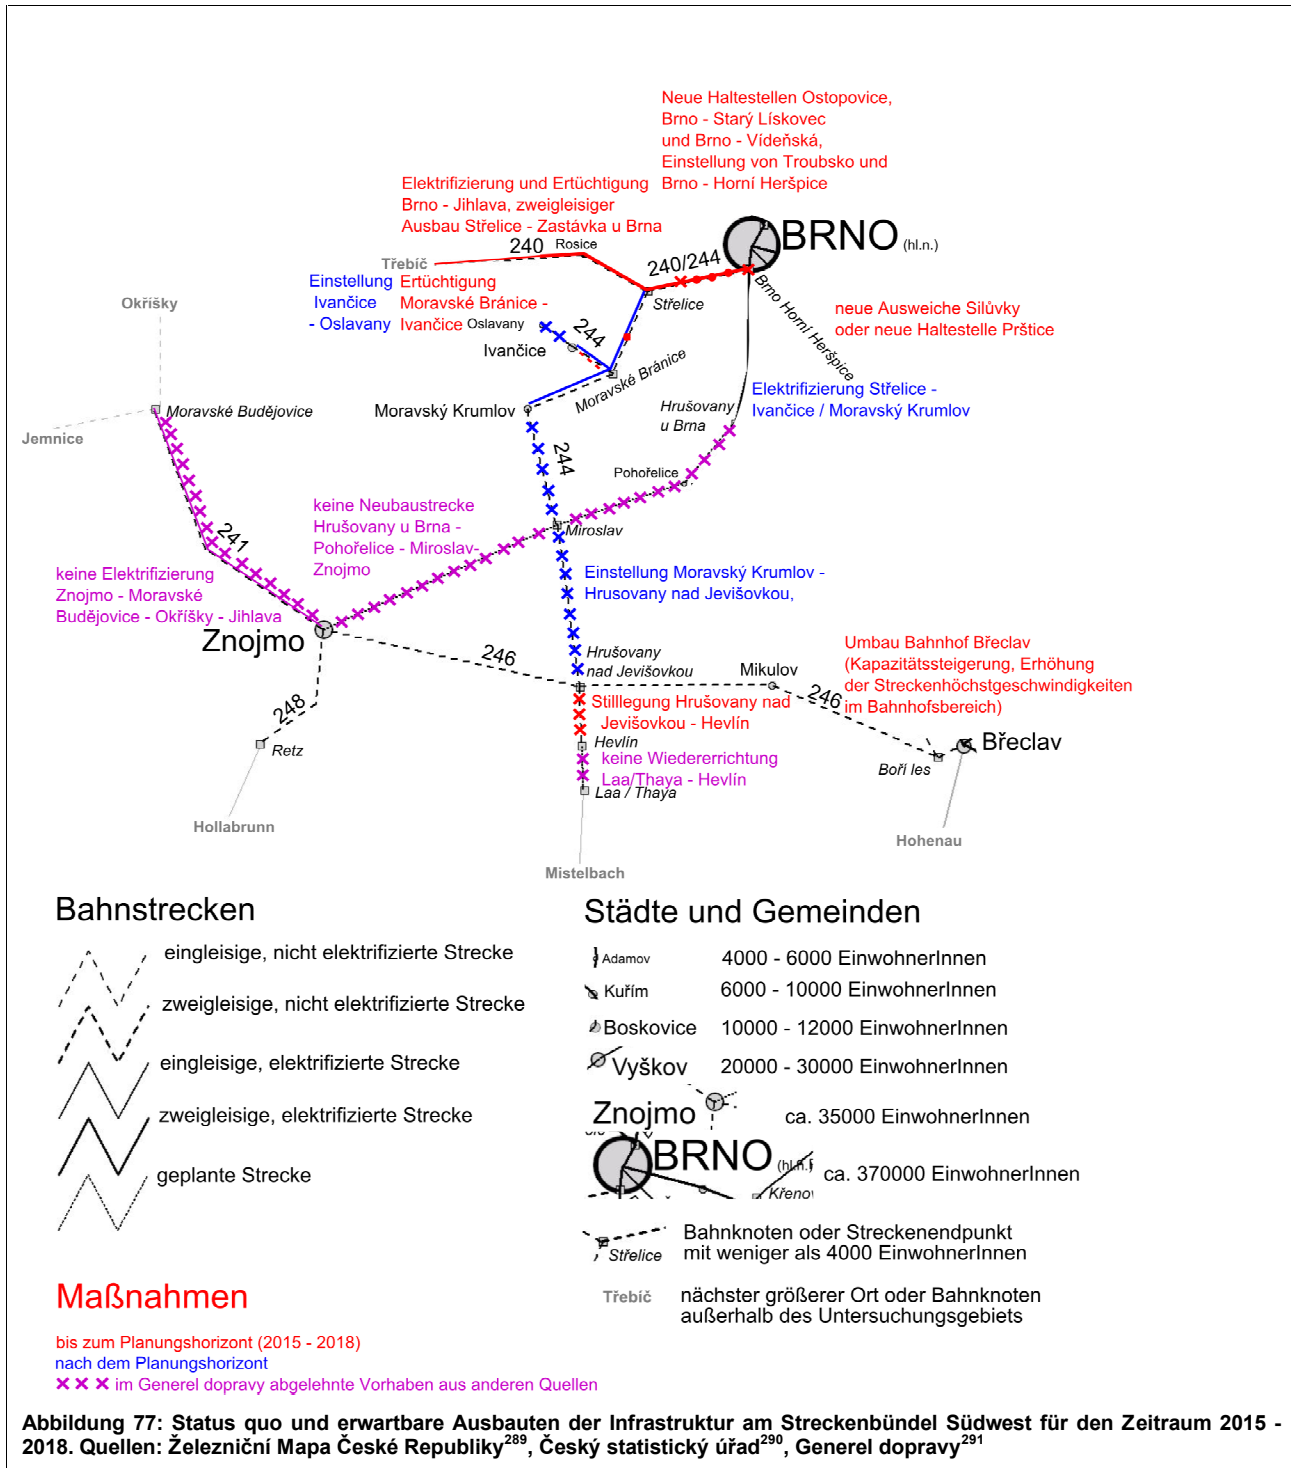 Neue Haltestellen Ostopovice,
Brno - Starý Lískovec
und Brno - Vídeňská,
Einstellung von Troubsko und
Brno - Horní Heršpice
Elektrifizierung und Ertüchtigung
Brno - Jihlava, zweigleisiger
Ausbau Střelice - Zastávka u Brna
BRNO (hl.n.)
240
Rosice
240/244
Třebíč
Einstellung
Ivančice
- Oslavany
Ertüchtigung
Moravské Bránice -
Ivančice
Oslavany
244
Ivančice
Střelice
Brno Horní Heršpice
neue Ausweiche Silůvky
oder neue Haltestelle Prštice
Okříšky
Moravské Bránice
Elektrifizierung Střelice -
Ivančice / Moravský Krumlov
Moravské Budějovice
Moravský Krumlov
Hrušovany
u Brna
Jemnice
244
Pohořelice
keine Neubaustrecke
Hrušovany u Brna -
Pohořelice - Miroslav-
Znojmo
Miroslav
241
keine Elektrifizierung
Znojmo - Moravské
Budějovice - Okříšky - Jihlava
Einstellung Moravský Krumlov -
Hrusovany nad Jevišovkou,
Znojmo
246
Hrušovany
nad Jevišovkou
Mikulov
246
Umbau Bahnhof Břeclav
(Kapazitätssteigerung, Erhöhung
der Streckenhöchstgeschwindigkeiten
im Bahnhofsbereich)
248
Stilllegung Hrušovany nad
Jevišovkou - Hevlín
Retz
Hevlín
Břeclav
keine Wiedererrichtung
Laa/Thaya - Hevlín
Boří les
Laa / Thaya
Hollabrunn
Hohenau
Mistelbach
Bahnstrecken
eingleisige, nicht elektrifizierte Strecke
zweigleisige, nicht elektrifizierte Strecke
eingleisige, elektrifizierte Strecke
zweigleisige, elektrifizierte Strecke
geplante Strecke
Städte und Gemeinden
Adamov 4000 - 6000 EinwohnerInnen
Kuřím 6000 - 10000 EinwohnerInnen
Boskovice 10000 - 12000 EinwohnerInnen
Vyškov 20000 - 30000 EinwohnerInnen
Znojmo ca. 35000 EinwohnerInnen
BRNO (hl.n.) ca. 370000 EinwohnerInnen
Křenov
Střelice Bahnknoten oder Streckenendpunkt
mit weniger als 4000 EinwohnerInnen
Třebíč nächster größerer Ort oder Bahnknoten
außerhalb des Untersuchungsgebiets
Maßnahmen
bis zum Planungshorizont (2015 - 2018)
nach dem Planungshorizont
im Generel dopravy abgelehnte Vorhaben aus anderen Quellen
Abbildung 77: Status quo und erwartbare Ausbauten der Infrastruktur am Streckenbündel Südwest für den Zeitraum 2015 -
2018. Quellen: Železniční Mapa České Republiky289, Český statistický úřad290, Generel dopravy291